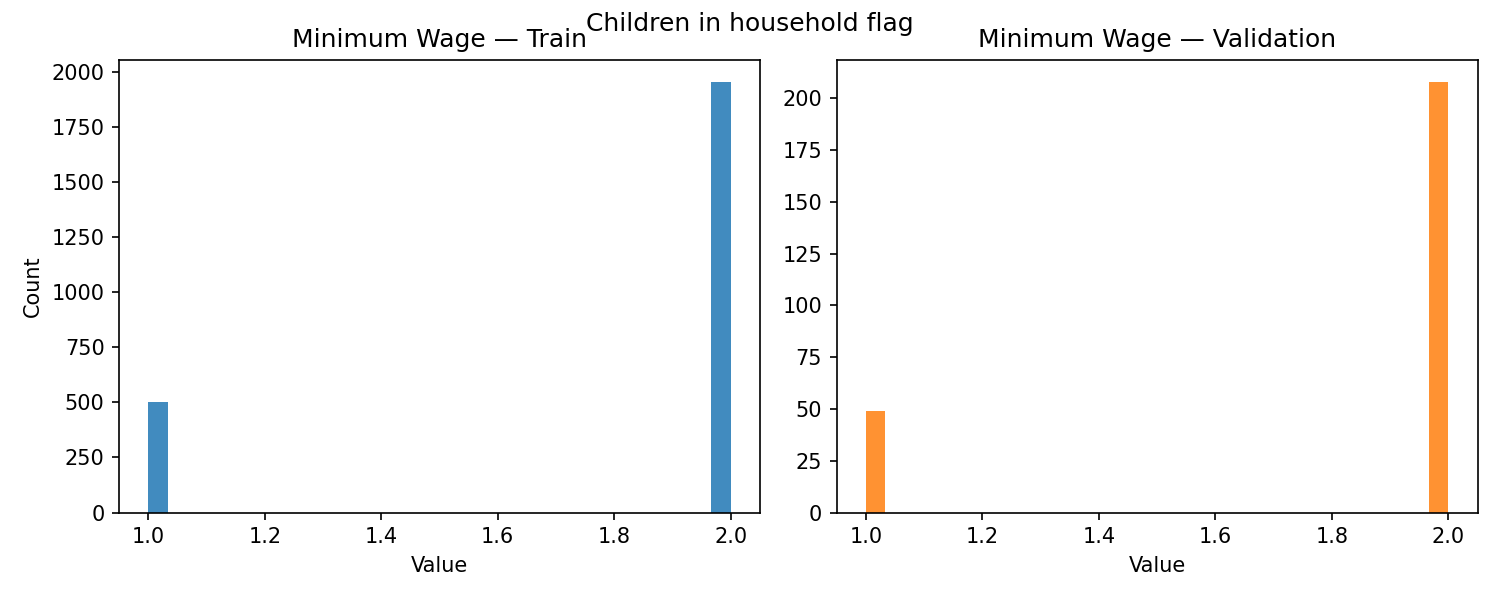 Children in household flag
Minimum Wage — Train
Minimum Wage — Validation
Count
2000
1750
1500
1250
1000
750
500
250
0
1.0 1.2 1.4 1.6 1.8 2.0
Value
200
175
150
125
100
75
50
25
0
1.0 1.2 1.4 1.6 1.8 2.0
Value